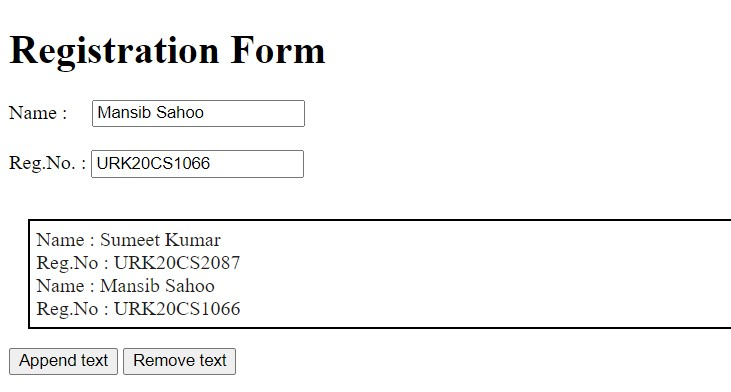 Registration Form
Name : Mansib Sahoo
Reg.No. : URK20CS1066
Name : Sumeet Kumar
Reg.No : URK20CS2087
Name : Mansib Sahoo
Reg.No : URK20CS1066
Append text Remove text